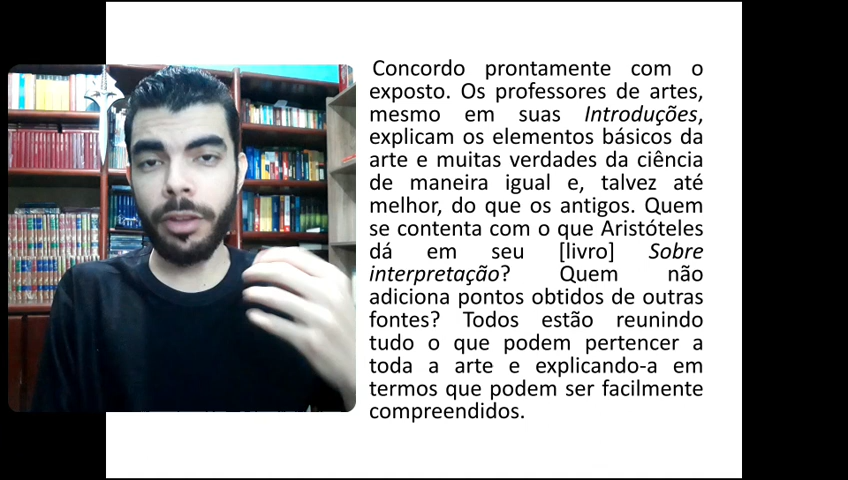 Concordo prontamente com o
exposto. Os professores de artes,
mesmo em suas Introduções,
explicam os elementos básicos da
arte e muitas verdades da ciência
de maneira igual e, talvez até
melhor, do que os antigos. Quem
se contenta com o que Aristóteles
dá em seu [livro] Sobre
interpretação? Quem não
adiciona pontos obtidos de outras
fontes? Todos estão reunindo
tudo o que podem pertencer a
toda a arte e explicando-a em
termos que podem ser facilmente
compreendidos.